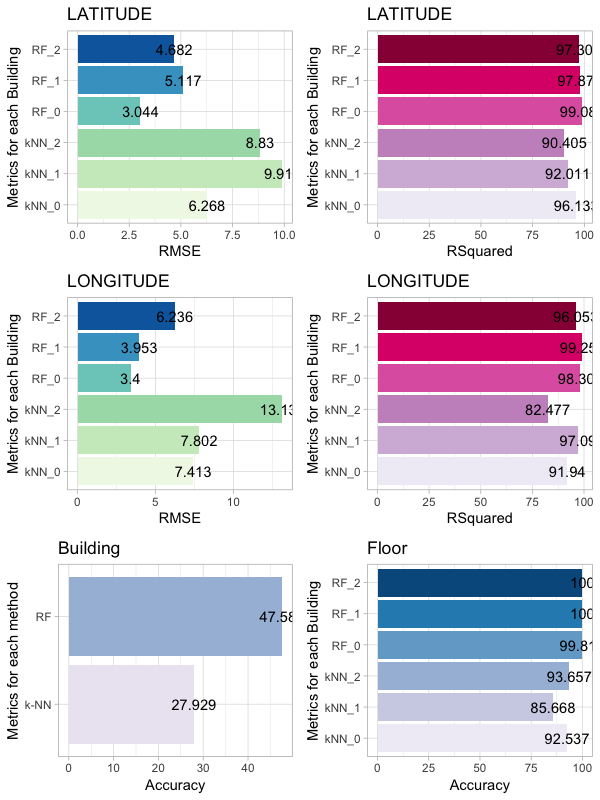 LATITUDE
Metrics for each Building
RF_2
4.682
RF_1
5.117
RF_0
3.044
kNN_2
8.83
kNN_1
9.91
kNN_0
6.268
0.0 2.5 5.0 7.5 10.0
RMSE
LATITUDE
Metrics for each Building
RF_2
97.30
RF_1
97.87
RF_0
99.08
kNN_2
90.405
kNN_1
92.011
kNN_0
96.133
0 25 50 75 100
RSquared
LONGITUDE
Metrics for each Building
RF_2
6.236
RF_1
3.953
RF_0
3.4
kNN_2
13.13
kNN_1
7.802
kNN_0
7.413
0 5 10
RMSE
LONGITUDE
Metrics for each Building
RF_2
96.053
RF_1
99.25
RF_0
98.30
kNN_2
82.477
kNN_1
97.09
kNN_0
91.94
0 25 50 75 100
RSquared
Building
Metrics for each method
RF
47.58
k-NN
27.929
0 10 20 30 40
Accuracy
Floor
Metrics for each Building
RF_2
100
RF_1
100
RF_0
99.81
kNN_2
93.657
kNN_1
85.668
kNN_0
92.537
0 25 50 75 100
Accuracy